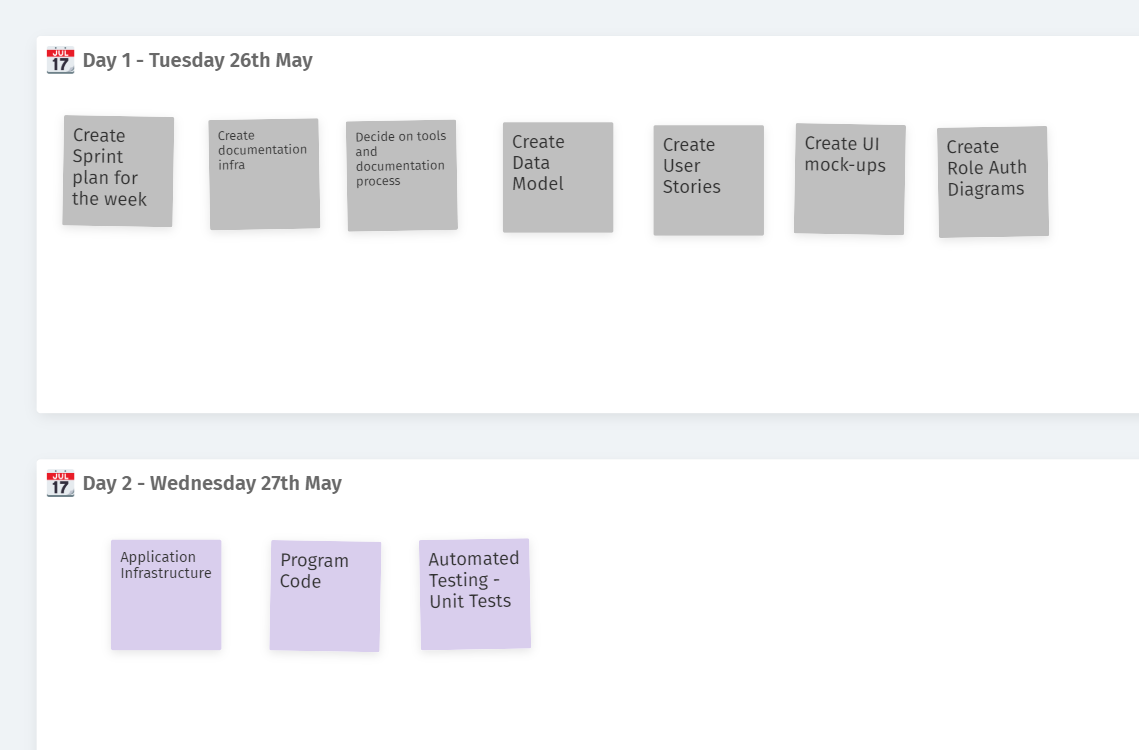 JUL
17
Day 1 - Tuesday 26th May
Create
Sprint
plan for
the week
Create
documentation
infra
Decide on tools
and
documentation
process
Create
Data
Model
Create
User
Stories
Create UI
mock-ups
Create
Role Auth
Diagrams
JUL
17
Day 2 - Wednesday 27th May
Application
Infrastructure
Program
Code
Automated
Testing -
Unit Tests